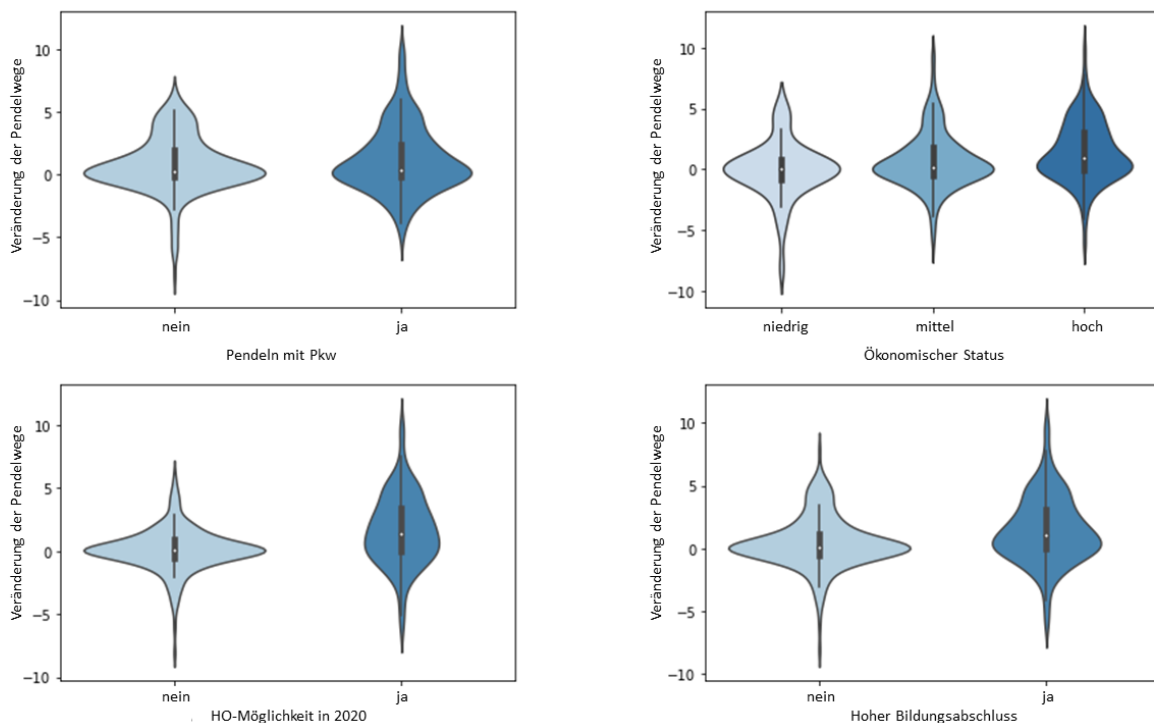 Veränderung der Pendelwege
10
5
0
−5
−10
nein ja
Pendeln mit Pkw
Veränderung der Pendelwege
10
5
0
−5
−10
niedrig mittel hoch
Ökonomischer Status
Veränderung der Pendelwege
10
5
0
−5
−10
nein ja
HO-Möglichkeit in 2020
Veränderung der Pendelwege
10
5
0
−5
−10
nein ja
Hoher Bildungsabschluss